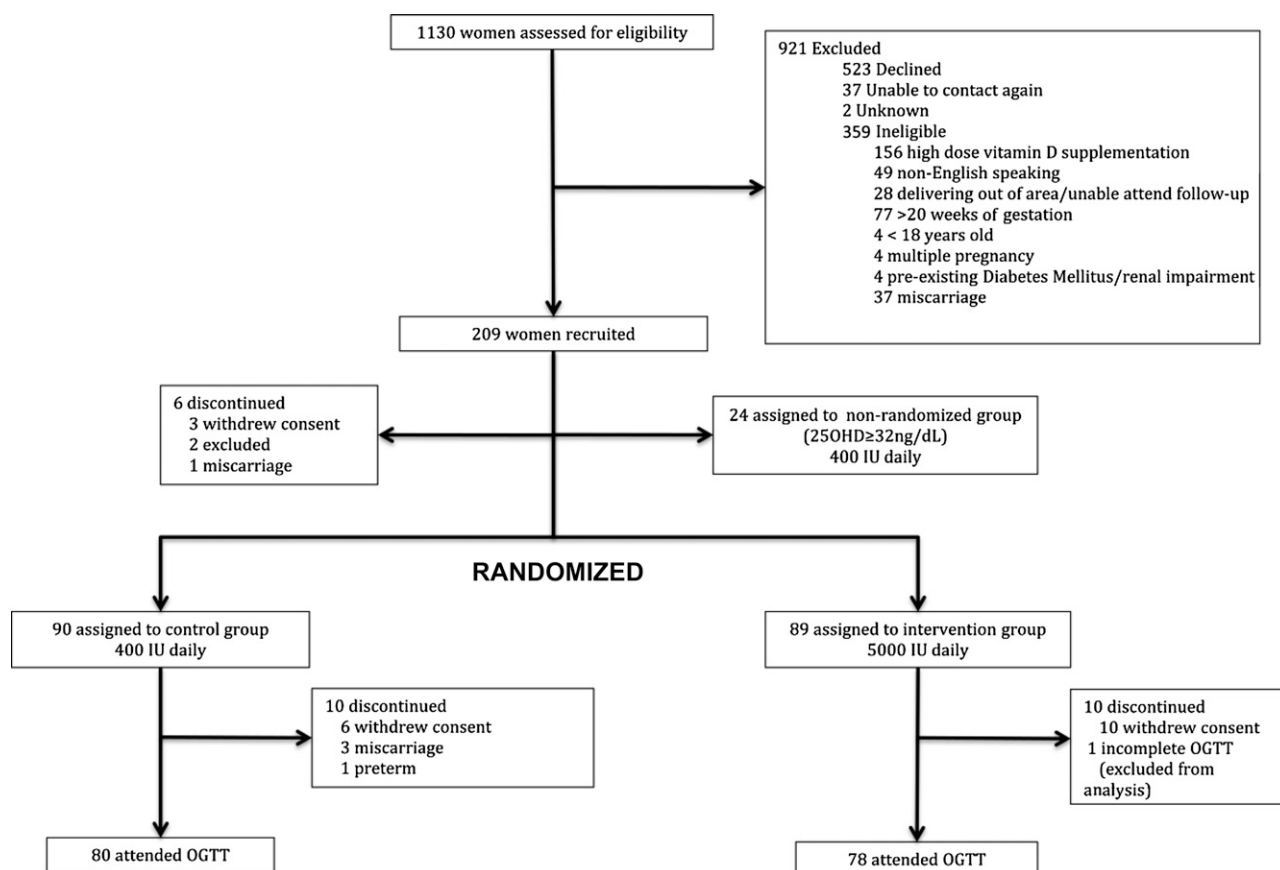 1130 women assessed for eligibility
921 Excluded
523 Declined
37 Unable to contact again
2 Unknown
359 Ineligible
156 high dose vitamin D supplementation
49 non-English speaking
28 delivering out of area/unable attend follow-up
77 >20 weeks of gestation
4 < 18 years old
4 multiple pregnancy
4 pre-existing Diabetes Mellitus/renal impairment
37 miscarriage
209 women recruited
6 discontinued
3 withdrew consent
2 excluded
1 miscarriage
24 assigned to non-randomized group
(25OHD≥32ng/dL)
400 IU daily
RANDOMIZED
90 assigned to control group
400 IU daily
89 assigned to intervention group
5000 IU daily
10 discontinued
6 withdrew consent
3 miscarriage
1 preterm
10 discontinued
10 withdrew consent
1 incomplete OGTT
(excluded from
analysis)
80 attended OGTT
78 attended OGTT